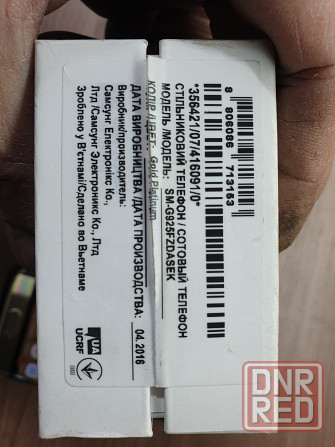 8 806086 713163
*356421/07/416091/0*
СТІЛЬНИКОВИЙ ТЕЛЕФОН / СОТОВЫЙ ТЕЛЕФОН
МОДЕЛЬ /МОДЕЛЬ: SM-G925FZDASEK
КОЛІР /ЦВЕТ: Gold Platinum
ДАТА ВИРОБНИЦТВА /ДАТА ПРОИЗВОДСТВА: 04. 2016
Виробник/производитель:
Самсунг Електронікс Ко.,
Лтд /Самсунг Электроникс Ко., Лтд
Зроблено у В'єтнамі/Сделано во Вьетнаме
UA
UCRF
DNR
RED